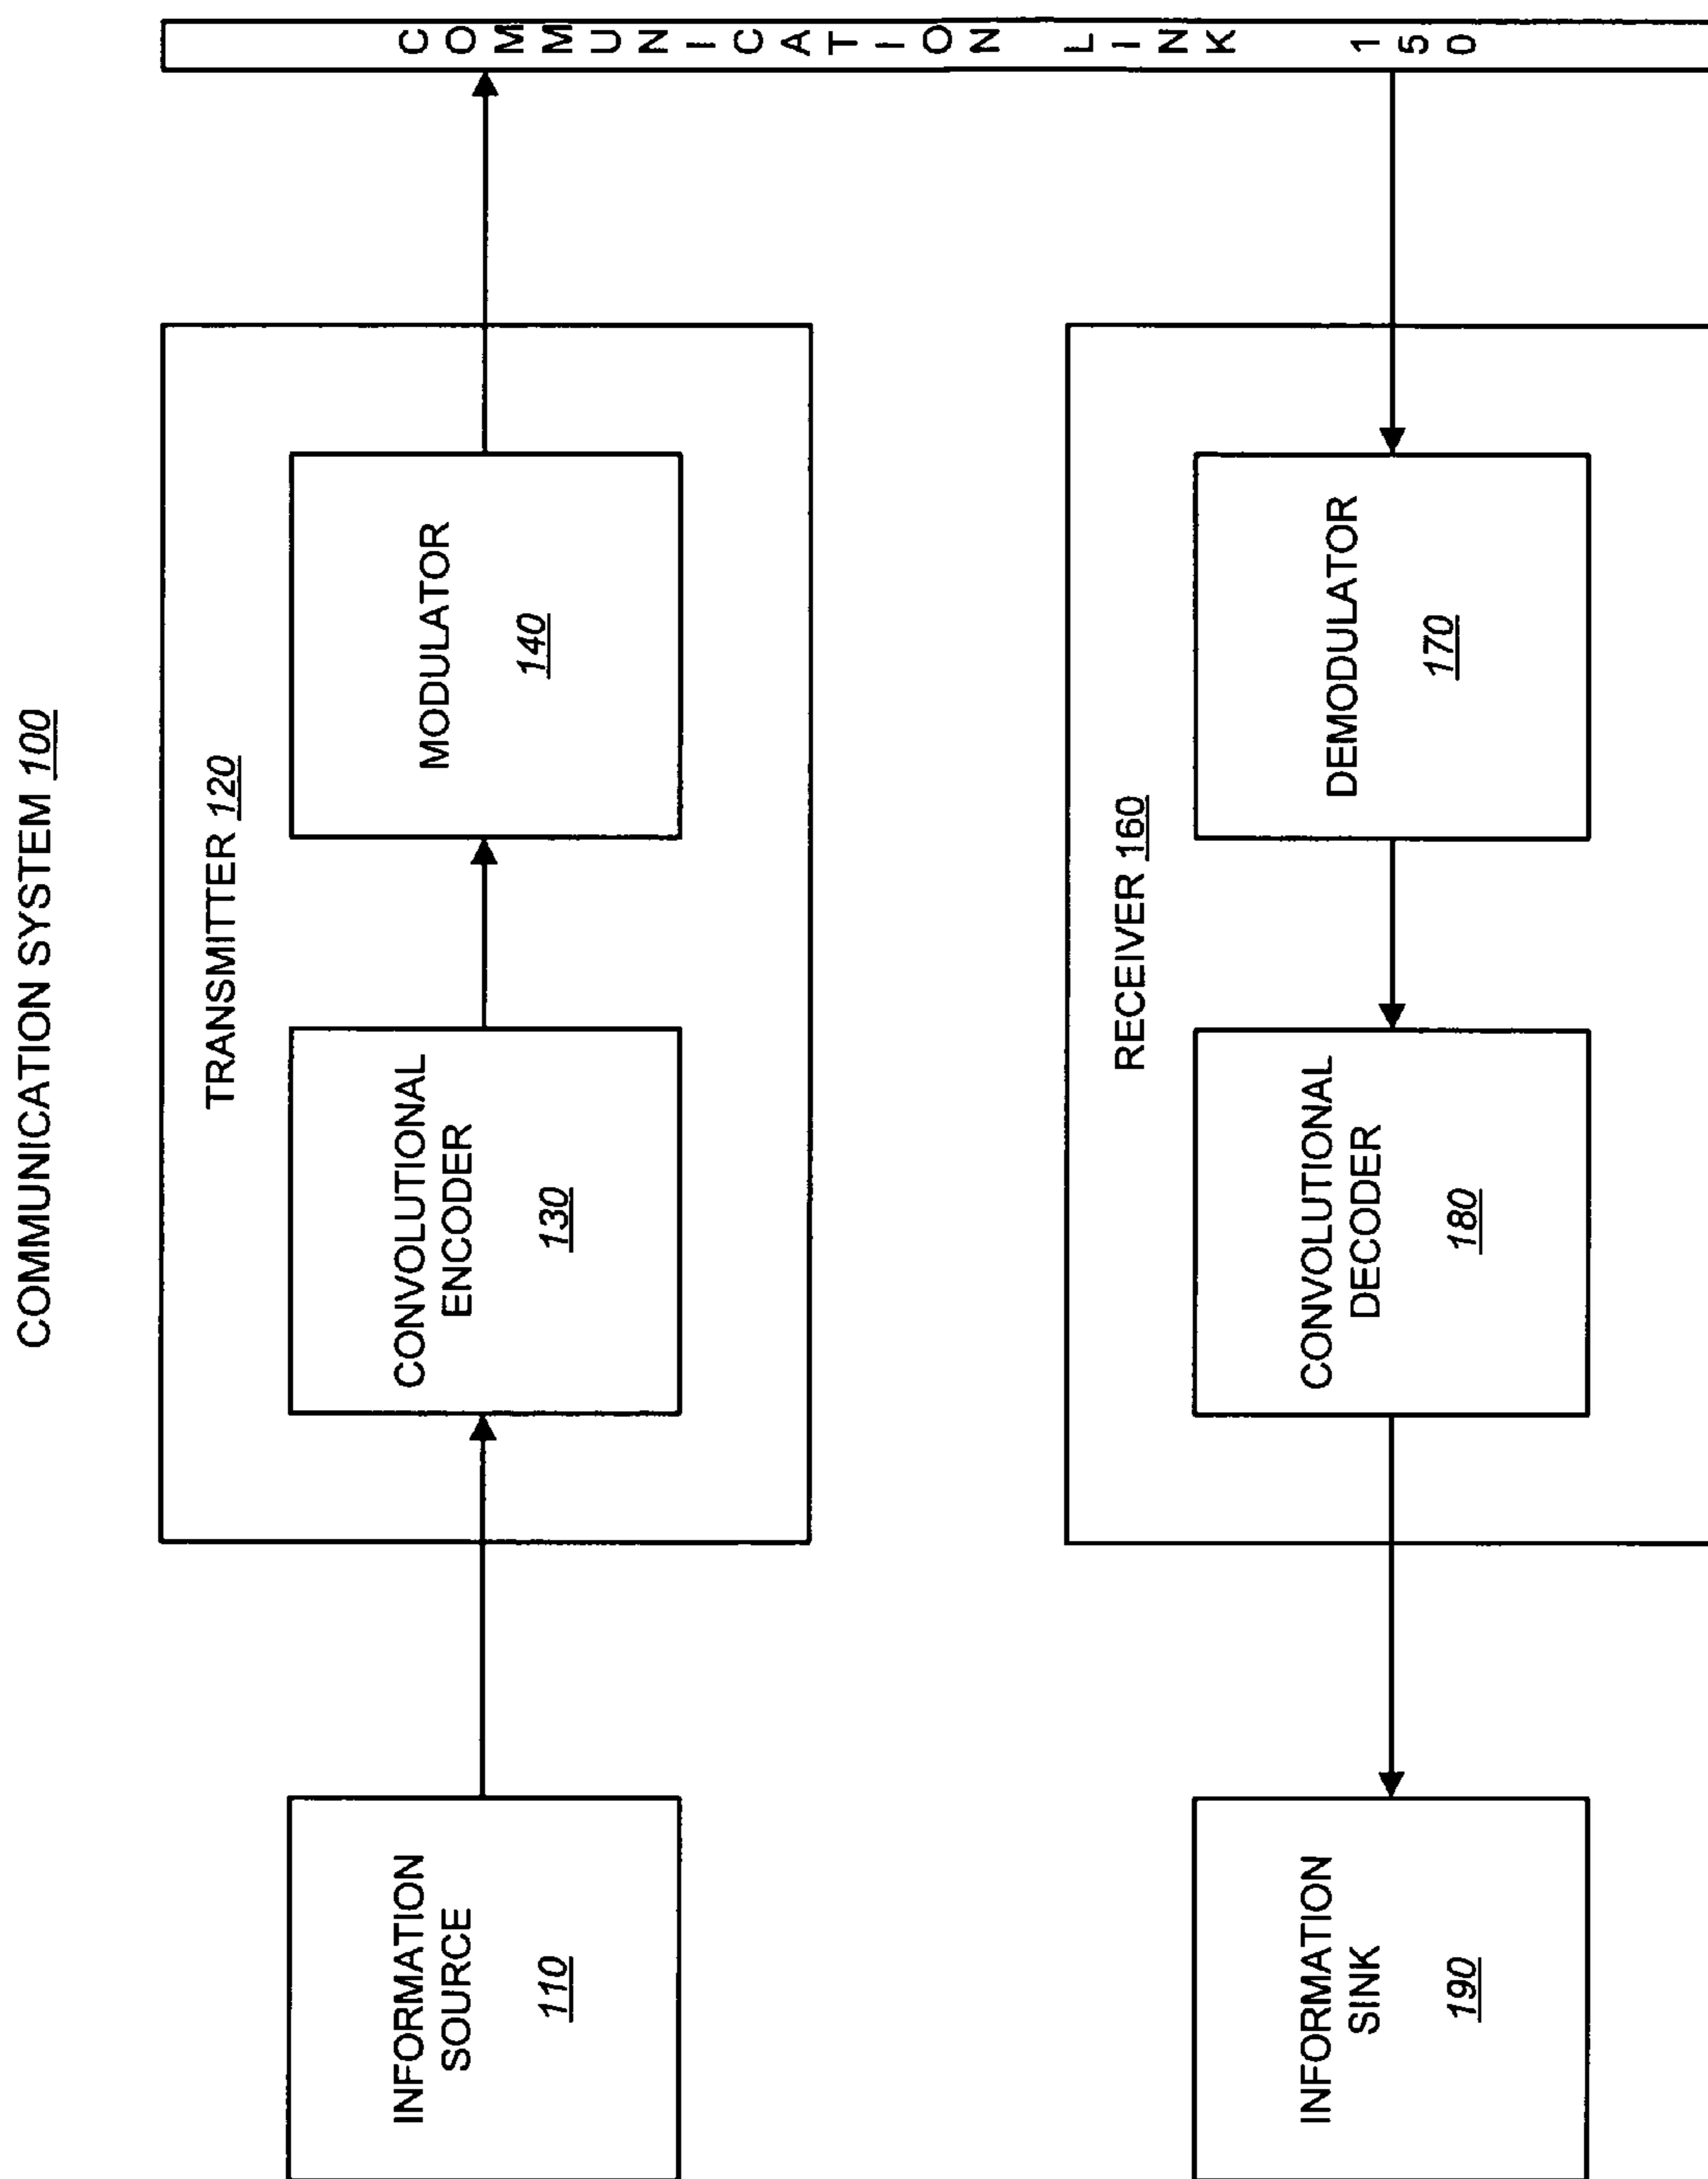 COMMUNICATION SYSTEM 100
TRANSMITTER 120
INFORMATION
SOURCE
110
CONVOLUTIONAL
ENCODER
130
MODULATOR
140
COMMUNICATION LINK 150
RECEIVER 160
INFORMATION
SINK
190
CONVOLUTIONAL
DECODER
180
DEMODULATOR
170